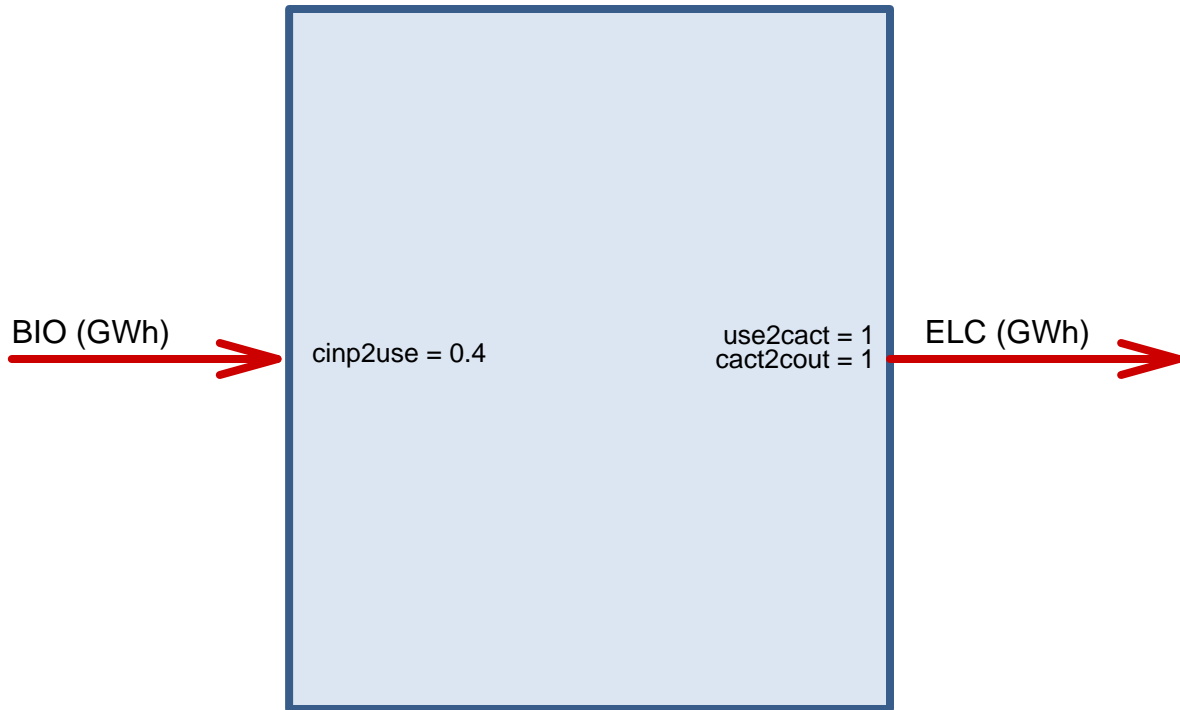 BIO (GWh)
cinp2use = 0.4
use2cact = 1
cact2cout = 1
ELC (GWh)